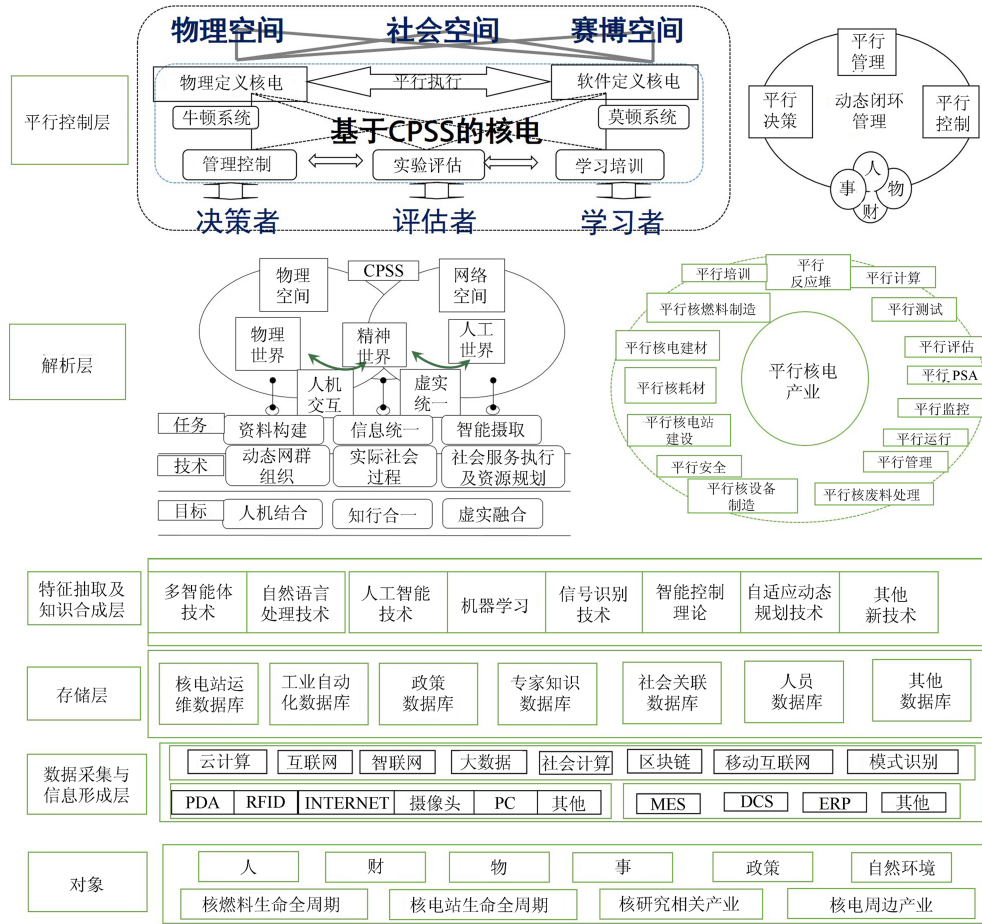 物理空间 社会空间 赛博空间
平行控制层
物理定义核电
平行执行
软件定义核电
牛顿系统
莫顿系统
基于CPSS的核电
管理控制
实验评估
学习培训
决策者
评估者
学习者
平行
管理
平行
决策
动态闭环
管理
平行
控制
人
事
物
财
解析层
物理
空间
CPSS
网络
空间
物理
世界
精神
世界
人工
世界
人机
交互
虚实
统一
任务
资料构建
信息统一
智能摄取
技术
动态网群
组织
实际社会
过程
社会服务执行
及资源规划
目标
人机结合
知行合一
虚实融合
平行培训
平行
反应堆
平行计算
平行核燃料制造
平行测试
平行核电建材
平行评估
平行核电
产业
平行PSA
平行核耗材
平行监控
平行核电站
建设
平行运行
平行安全
平行管理
平行核设备
制造
平行核废料处理
特征抽取及
知识合成层
多智能体
技术
自然语言
处理技术
人工智能
技术
机器学习
信号识别
技术
智能控制
理论
自适应动态
规划技术
其他
新技术
存储层
核电站运
维数据库
工业自动
化数据库
政策
数据库
专家知识
数据库
社会关联
数据库
人员
数据库
其他
数据库
数据采集与
信息形成层
云计算
互联网
智联网
大数据
社会计算
区块链
移动互联网
模式识别
PDA
RFID
INTERNET
摄像头
PC
其他
MES
DCS
ERP
其他
对象
人
财
物
事
政策
自然环境
核燃料生命全周期
核电站生命全周期
核研究相关产业
核电周边产业